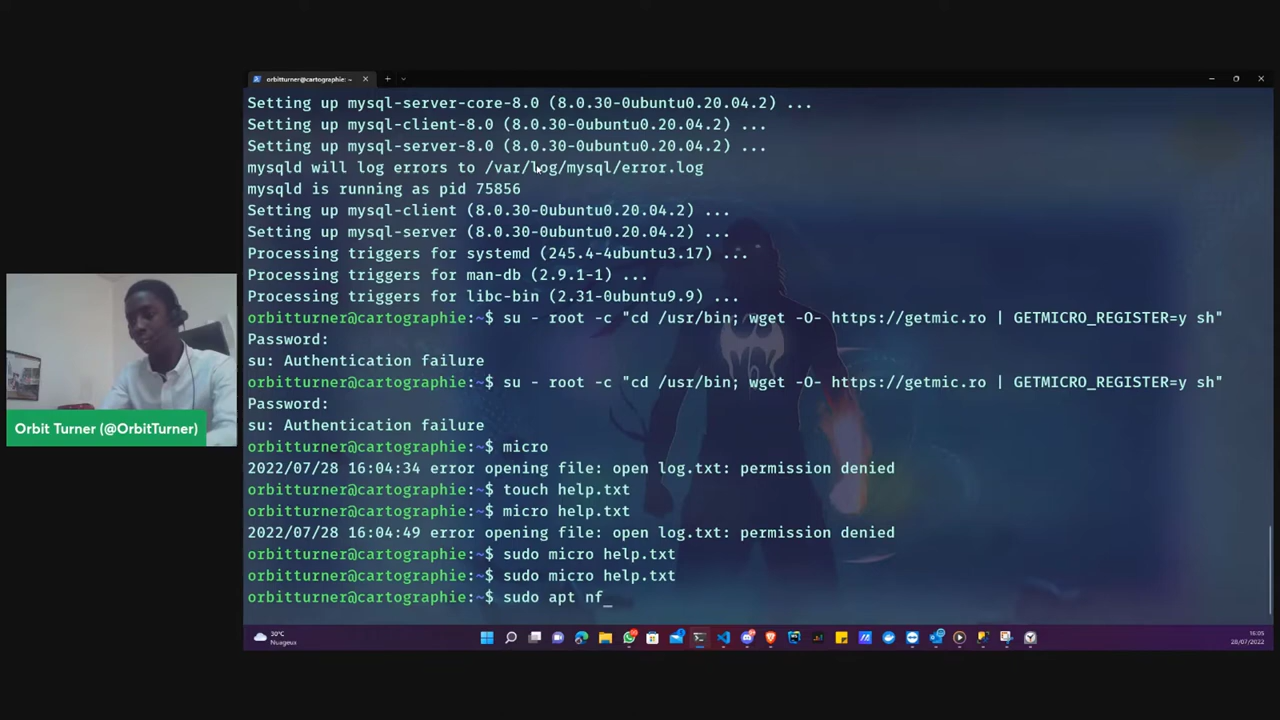 orbitturner@cartographie: ~
Setting up mysql-server-core-8.0 (8.0.30-0ubuntu0.20.04.2) ...
Setting up mysql-client-8.0 (8.0.30-0ubuntu0.20.04.2) ...
Setting up mysql-server-8.0 (8.0.30-0ubuntu0.20.04.2) ...
mysqld will log errors to /var/log/mysql/error.log
mysqld is running as pid 75856
Setting up mysql-client (8.0.30-0ubuntu0.20.04.2) ...
Setting up mysql-server (8.0.30-0ubuntu0.20.04.2) ...
Processing triggers for systemd (245.4-4ubuntu3.17) ...
Processing triggers for man-db (2.9.1-1) ...
Processing triggers for libc-bin (2.31-0ubuntu9.9) ...
orbitturner@cartographie:~$ su - root -c "cd /usr/bin; wget -O- https://getmic.ro | GETMICRO_REGISTER=y sh"
Password:
su: Authentication failure
orbitturner@cartographie:~$ su - root -c "cd /usr/bin; wget -O- https://getmic.ro | GETMICRO_REGISTER=y sh"
Password:
su: Authentication failure
orbitturner@cartographie:~$ micro
2022/07/28 16:04:34 error opening file: open log.txt: permission denied
orbitturner@cartographie:~$ touch help.txt
orbitturner@cartographie:~$ micro help.txt
2022/07/28 16:04:49 error opening file: open log.txt: permission denied
orbitturner@cartographie:~$ sudo micro help.txt
orbitturner@cartographie:~$ sudo micro help.txt
orbitturner@cartographie:~$ sudo apt nf_
Orbit Turner (@OrbitTurner)
30°C
Nuageux
16:05
28/07/2022